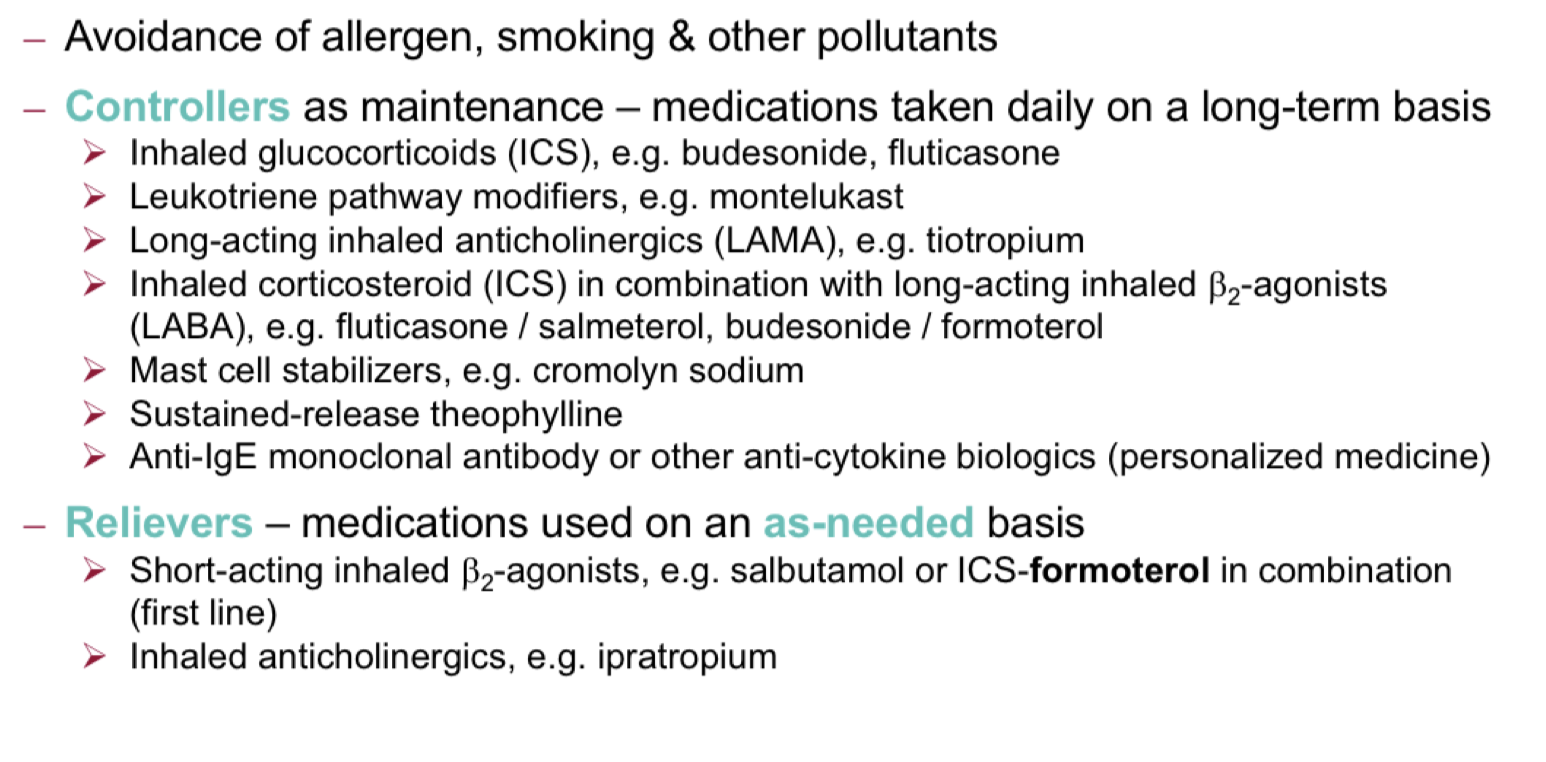 – Avoidance of allergen, smoking & other pollutants
– Controllers as maintenance – medications taken daily on a long-term basis
➢ Inhaled glucocorticoids (ICS), e.g. budesonide, fluticasone
➢ Leukotriene pathway modifiers, e.g. montelukast
➢ Long-acting inhaled anticholinergics (LAMA), e.g. tiotropium
➢ Inhaled corticosteroid (ICS) in combination with long-acting inhaled β₂-agonists
(LABA), e.g. fluticasone / salmeterol, budesonide / formoterol
➢ Mast cell stabilizers, e.g. cromolyn sodium
➢ Sustained-release theophylline
➢ Anti-IgE monoclonal antibody or other anti-cytokine biologics (personalized medicine)
– Relievers – medications used on an as-needed basis
➢ Short-acting inhaled β₂-agonists, e.g. salbutamol or ICS-formoterol in combination
(first line)
➢ Inhaled anticholinergics, e.g. ipratropium